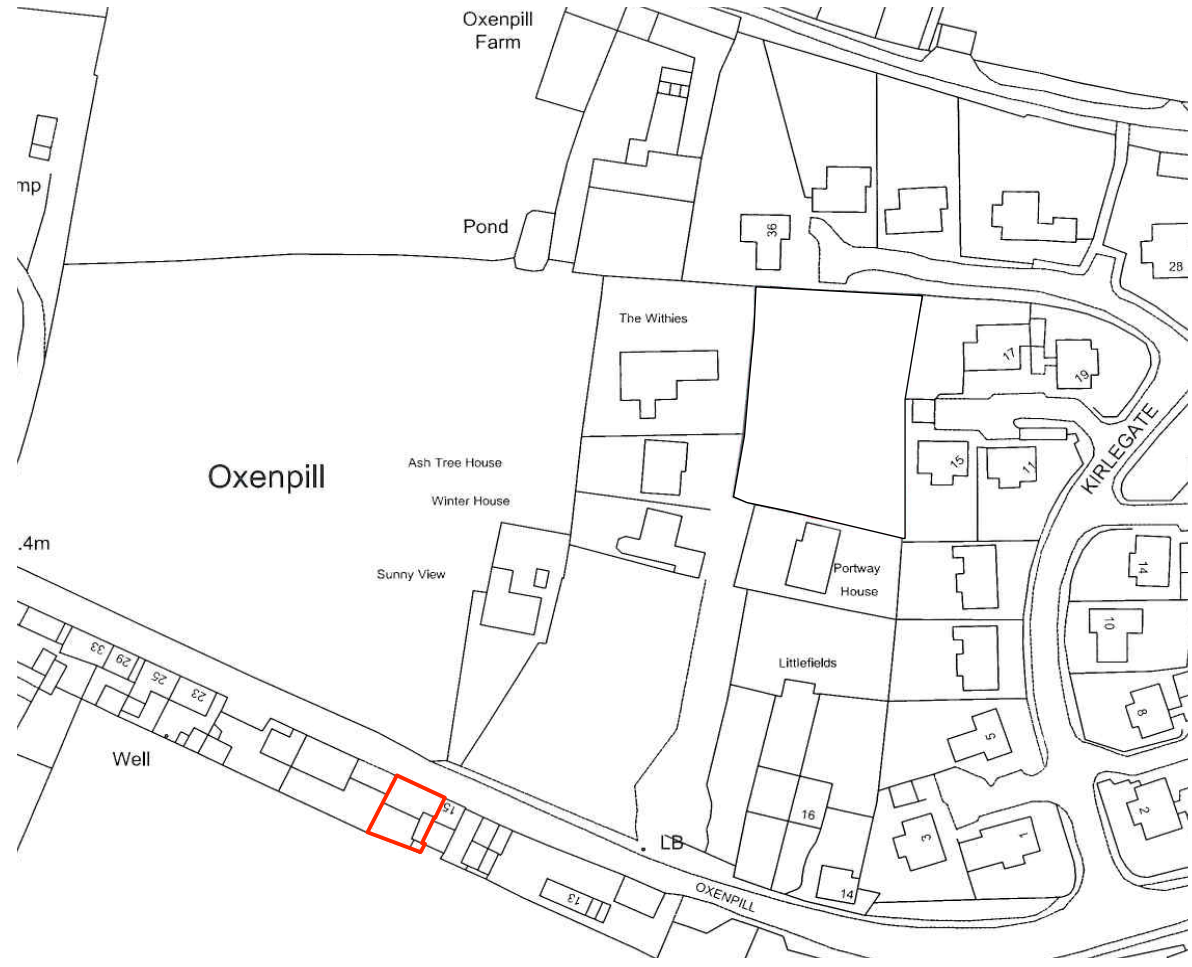 Oxenpill
Farm
mp
Pond
36
28
The Withies
17
19
KIRLEGATE
Ash Tree House
15
11
Oxenpill
Winter House
.4m
Sunny View
Portway
House
14
10
33
29
25
23
Littlefields
8
5
Well
15
16
2
3
1
LB
13
OXENPILL
14